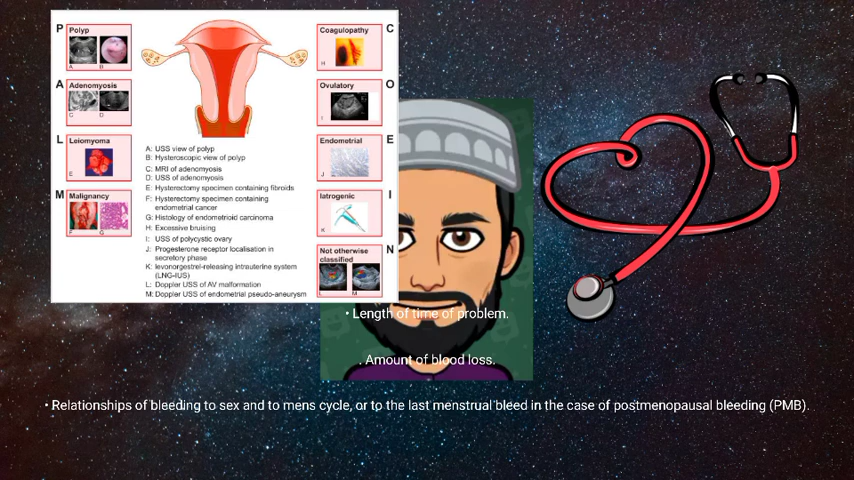 P
Polyp
A B
A
Adenomyosis
C D
L
Leiomyoma
E
M
Malignancy
F G
C
Coagulopathy
H
O
Ovulatory
I
E
Endometrial
J
I
Iatrogenic
K
N
Not otherwise
classified
L M
A: USS view of polyp
B: Hysteroscopic view of polyp
C: MRI of adenomyosis
D: USS of adenomyosis
E: Hysterectomy specimen containing fibroids
F: Hysterectomy specimen containing
endometrial cancer
G: Histology of endometroid carcinoma
H: Excessive bruising
I: USS of polycystic ovary
J: Progesterone receptor localisation in
secretory phase
K: levonorgestrel-releasing intrauterine system
(LNG-IUS)
L: Doppler USS of AV malformation
M: Doppler USS of endometrial pseudo-aneurysm
• Length of time of problem.
. Amount of blood loss.
• Relationships of bleeding to sex and to mens cycle, or to the last menstrual bleed in the case of postmenopausal bleeding (PMB).